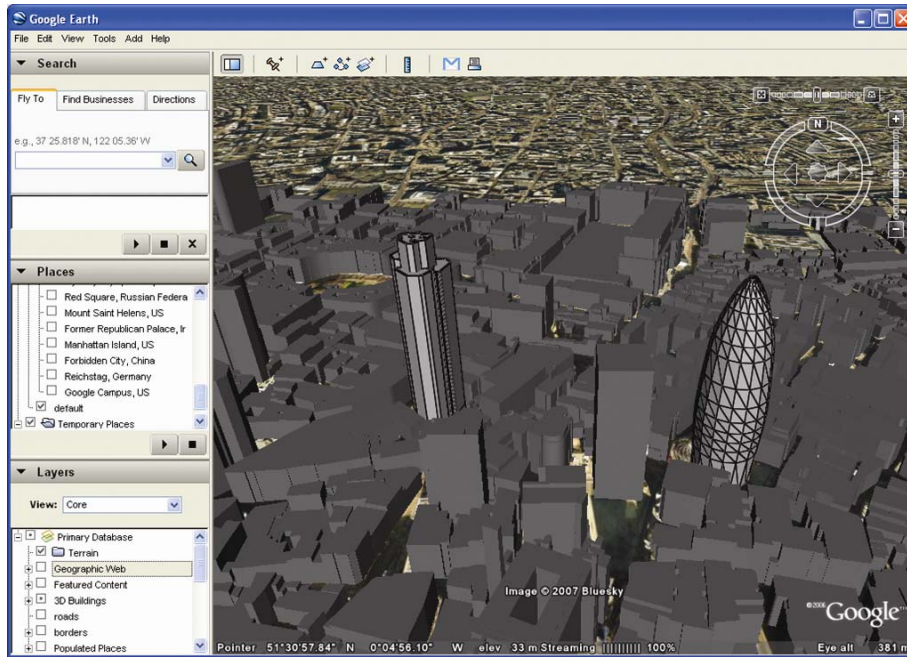 Google Earth
File Edit View Tools Add Help
Search
Fly To Find Businesses Directions
e.g., 37 25.818' N, 122 05.36' W
Places
Red Square, Russian Federa
Mount Saint Helens, US
Former Republican Palace, Ir
Manhattan Island, US
Forbidden City, China
Reichstag, Germany
Google Campus, US
default
Temporary Places
Layers
View: Core
Primary Database
Terrain
Geographic Web
Featured Content
3D Buildings
roads
borders
Populated Places
N
Image © 2007 Bluesky
©2006 Google
Pointer 51°30'57.84" N 0°04'56.10" W elev 33 m Streaming |||||||||| 100% Eye alt 381 m